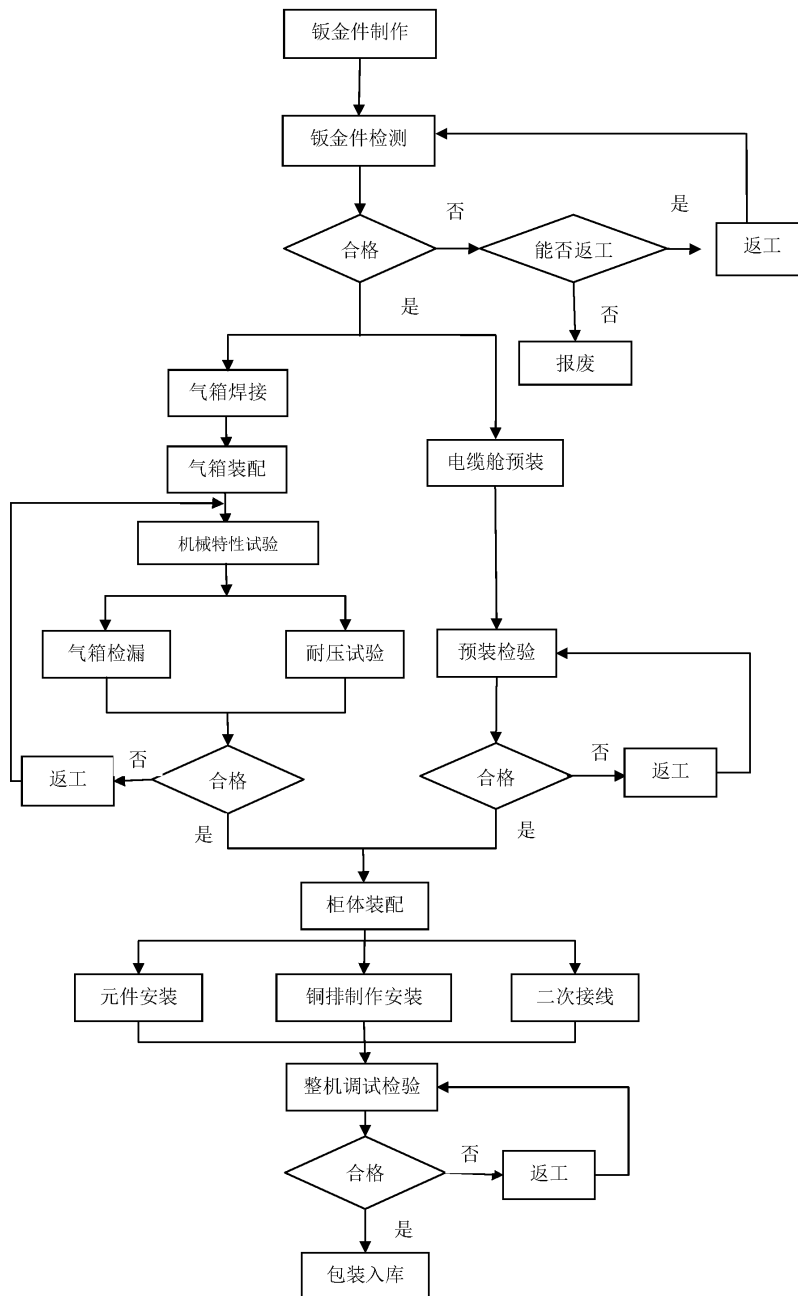 钣金件制作
钣金件检测
否
是
合格
能否返工
返工
是
否
报废
气箱焊接
气箱装配
电缆舱预装
机械特性试验
气箱检漏
耐压试验
预装检验
返工
否
合格
合格
否
返工
是
是
柜体装配
元件安装
铜排制作安装
二次接线
整机调试检验
合格
否
返工
是
包装入库